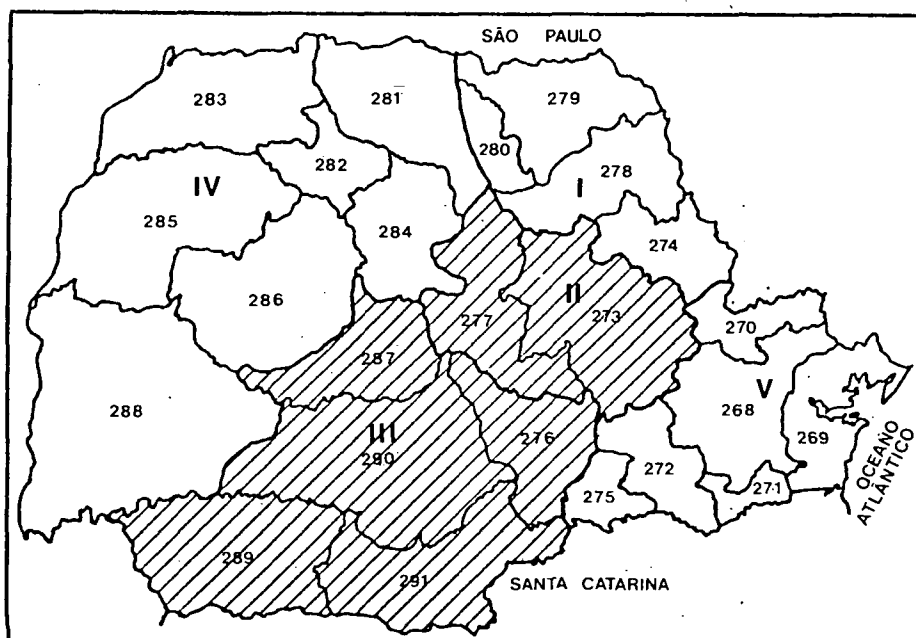 SÃO PAULO
283
281
279
280
282
278
I
IV
285
284
274
II
286
277
273
270
287
V
288
268
III
276
269
290
272
275
271
289
291
SANTA CATARINA
OCEANO
ATLÂNTICO